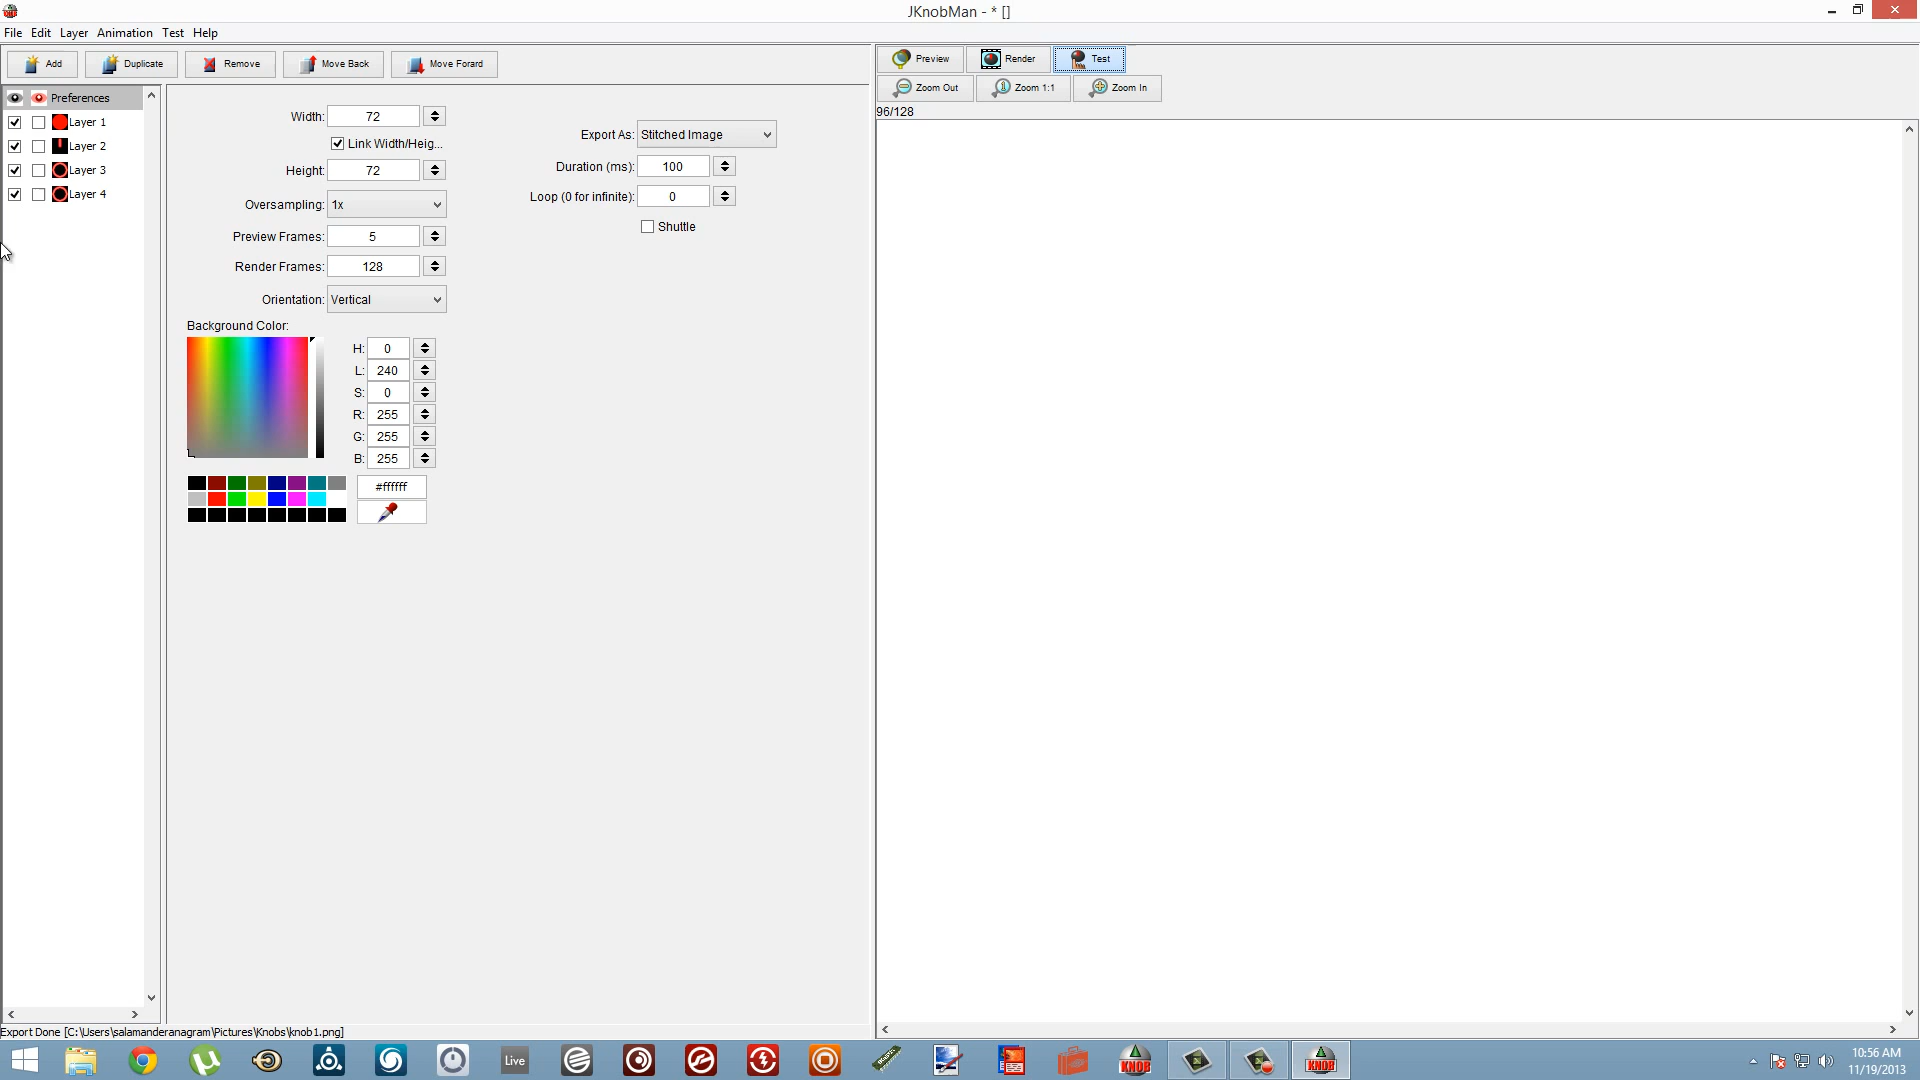 JKnobMan - * []
File Edit Layer Animation Test Help
Add Duplicate Remove Move Back Move Forard
Preview Render Test
Zoom Out Zoom 1:1 Zoom In
96/128
Preferences
Layer 1
Layer 2
Layer 3
Layer 4
Width: 72
Link Width/Heig...
Height: 72
Oversampling: 1x
Preview Frames: 5
Render Frames: 128
Orientation: Vertical
Export As: Stitched Image
Duration (ms): 100
Loop (0 for infinite): 0
Shuttle
Background Color:
H: 0
L: 240
S: 0
R: 255
G: 255
B: 255
#ffffff
Export Done [C:\Users\salamanderanagram\Pictures\Knobs\knob1.png]
Live
KNOB
KNOB
10:56 AM
11/19/2013